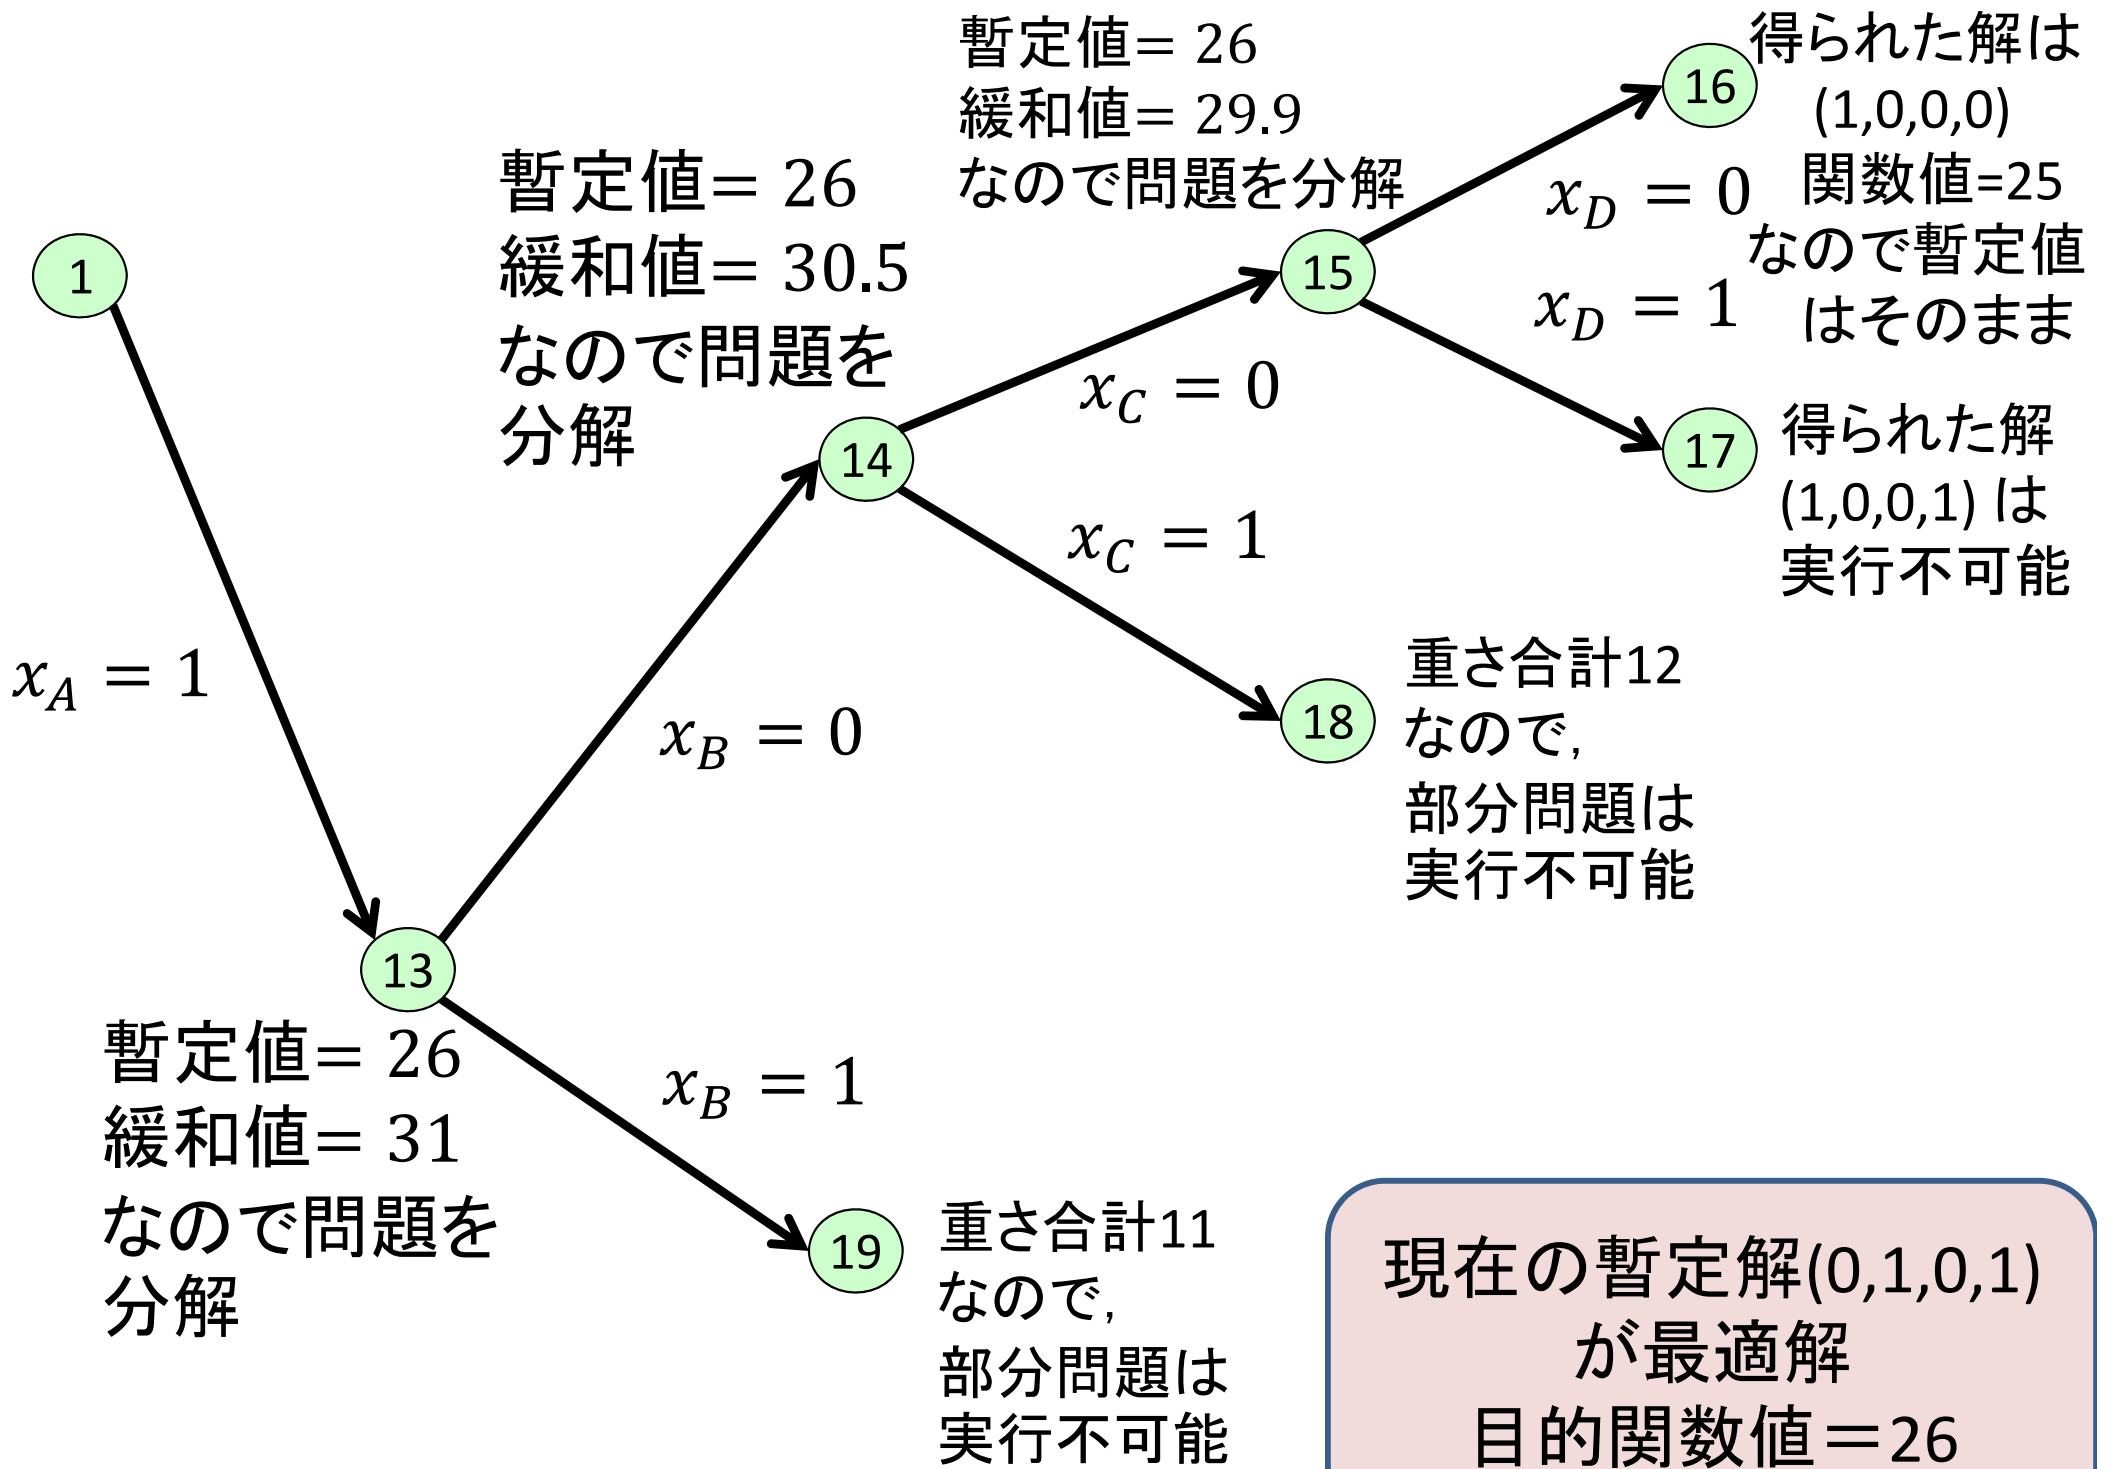 1
x_A = 1
13
暫定値= 26
緩和値= 31
なので問題を
分解
x_B = 0
x_B = 1
暫定値= 26
緩和値= 30.5
なので問題を
分解
14
x_C = 0
x_C = 1
暫定値= 26
緩和値= 29.9
なので問題を分解
15
x_D = 0
x_D = 1
16
得られた解は
(1,0,0,0)
関数値=25
なので暫定値
はそのまま
17
得られた解
(1,0,0,1) は
実行不可能
18
重さ合計12
なので,
部分問題は
実行不可能
19
重さ合計11
なので,
部分問題は
実行不可能
現在の暫定解(0,1,0,1)
が最適解
目的関数値＝26